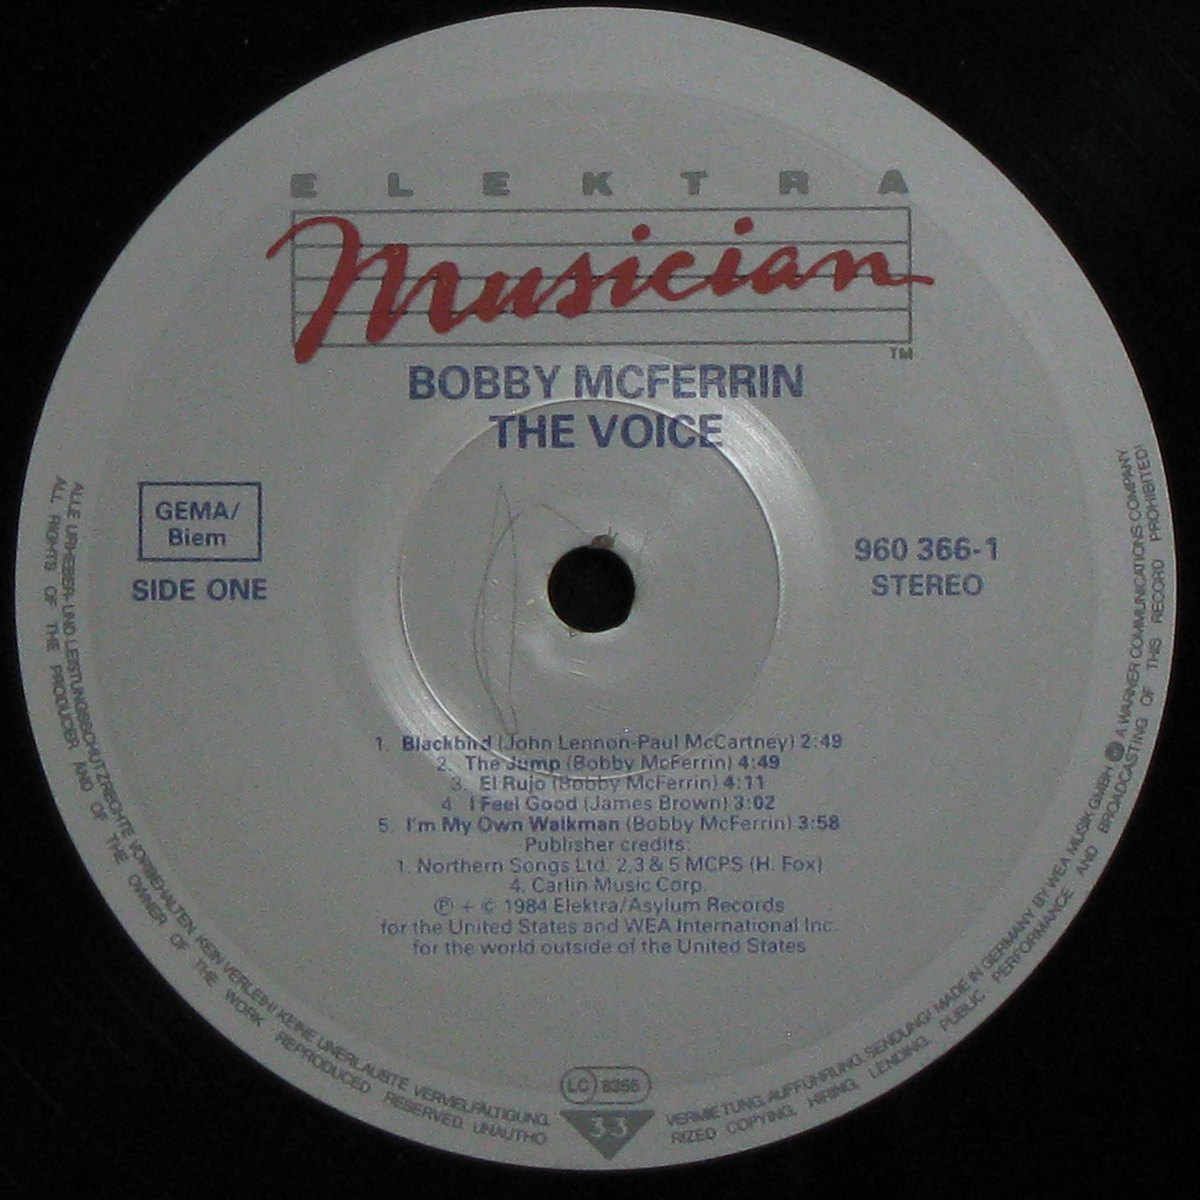 ELEKTRA
Musician
TM
BOBBY MCFERRIN
THE VOICE
GEMA/
Biem
SIDE ONE
960 366-1
STEREO
1. Blackbird (John Lennon-Paul McCartney) 2:49
2. The Jump (Bobby McFerrin) 4:49
3. El Rujo (Bobby McFerrin) 4:11
4. I Feel Good (James Brown) 3:02
5. I'm My Own Walkman (Bobby McFerrin) 3:58
Publisher credits:
1. Northern Songs Ltd. 2,3 & 5 MCPS (H. Fox)
4. Carlin Music Corp.
℗ + © 1984 Elektra/Asylum Records
for the United States and WEA International Inc.
for the world outside of the United States
ALLE URHEBER- UND LEISTUNGSSCHUTZRECHTE VORBEHALTEN. KEIN VERLEIH! KEINE UNERLAUBTE VERVIELFÄLTIGUNG, VERMIETUNG, AUFFÜHRUNG, SENDUNG! MADE IN GERMANY BY WEA MUSIK GMBH A WARNER COMMUNICATIONS COMPANY
ALL RIGHTS OF THE PRODUCER AND OF THE OWNER OF THE WORK REPRODUCED RESERVED. UNAUTHORIZED COPYING, HIRING, LENDING, PUBLIC PERFORMANCE AND BROADCASTING OF THIS RECORD PROHIBITED!
LC
33